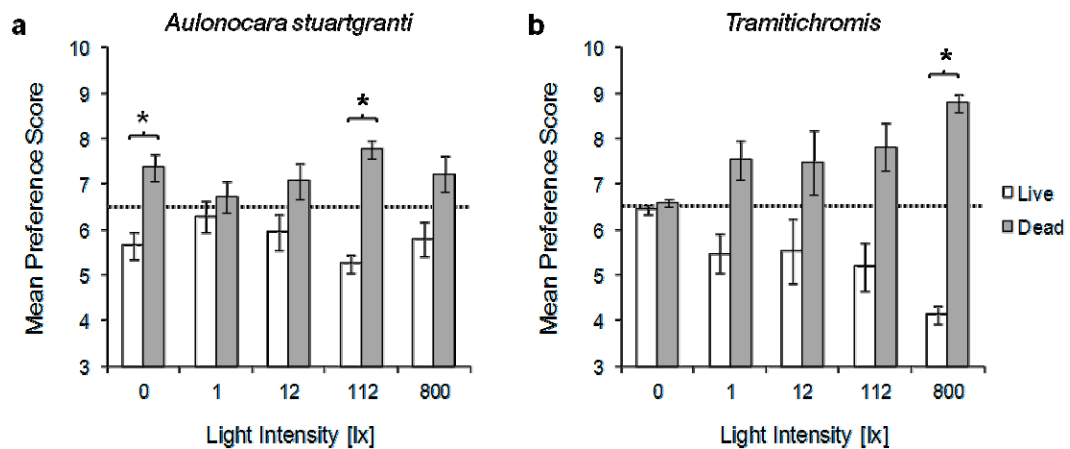 a Aulonocara stuartgranti
Mean Preference Score
10
9
8
7
6
5
4
3
*
*
0 1 12 112 800
Light Intensity [lx]
b Tramitichromis
Mean Preference Score
10
9
8
7
6
5
4
3
*
0 1 12 112 800
Light Intensity [lx]
Live
Dead